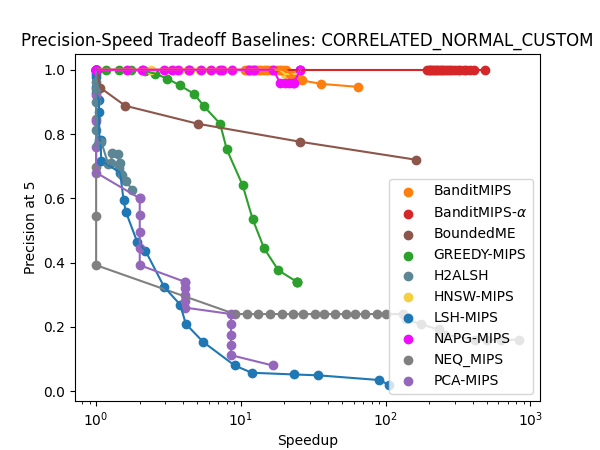 Precision-Speed Tradeoff Baselines: CORRELATED_NORMAL_CUSTOM
1.0
0.8
0.6
0.4
0.2
0.0
Precision at 5
BanditMIPS
BanditMIPS-α
BoundedME
GREEDY-MIPS
H2ALSH
HNSW-MIPS
LSH-MIPS
NAPG-MIPS
NEQ_MIPS
PCA-MIPS
10⁰ 10¹ 10² 10³
Speedup